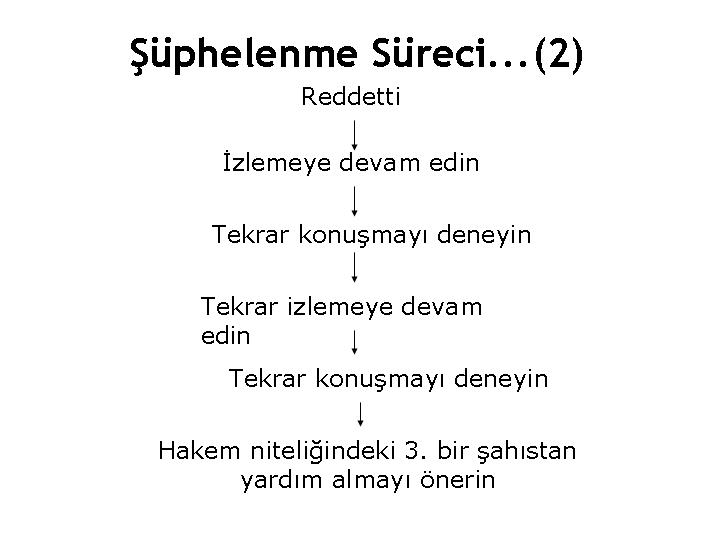 Şüphelenme Süreci...(2)
Reddetti
İzlemeye devam edin
Tekrar konuşmayı deneyin
Tekrar izlemeye devam
edin
Tekrar konuşmayı deneyin
Hakem niteliğindeki 3. bir şahıstan
yardım almayı önerin